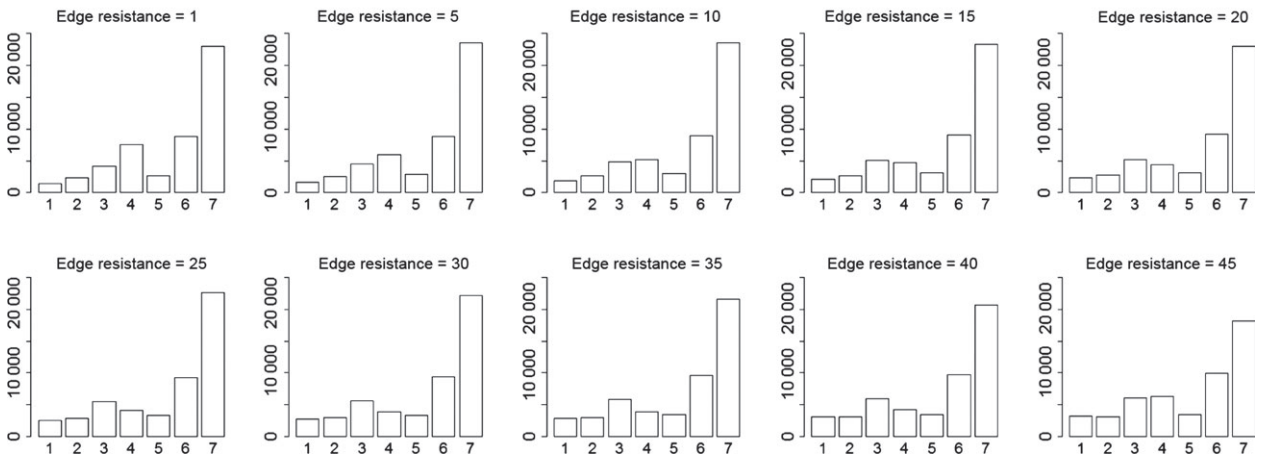 Edge resistance = 1
20 000
10 000
0
1 2 3 4 5 6 7
Edge resistance = 5
20 000
10 000
0
1 2 3 4 5 6 7
Edge resistance = 10
20 000
10 000
0
1 2 3 4 5 6 7
Edge resistance = 15
20 000
10 000
0
1 2 3 4 5 6 7
Edge resistance = 20
20 000
10 000
0
1 2 3 4 5 6 7
Edge resistance = 25
20 000
10 000
0
1 2 3 4 5 6 7
Edge resistance = 30
20 000
10 000
0
1 2 3 4 5 6 7
Edge resistance = 35
20 000
10 000
0
1 2 3 4 5 6 7
Edge resistance = 40
20 000
10 000
0
1 2 3 4 5 6 7
Edge resistance = 45
20 000
10 000
0
1 2 3 4 5 6 7